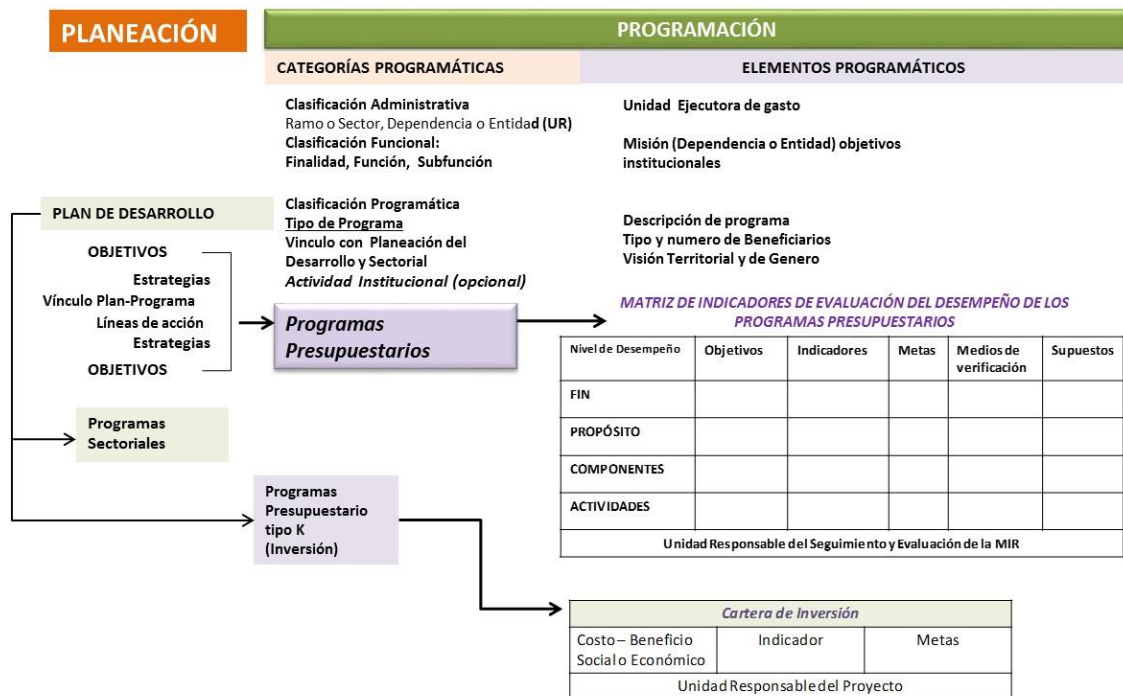 PLANEACIÓN
PROGRAMACIÓN
CATEGORÍAS PROGRAMÁTICAS
ELEMENTOS PROGRAMÁTICOS
Clasificación Administrativa
Ramo o Sector, Dependencia o Entidad (UR)
Clasificación Funcional:
Finalidad, Función, Subfunción
Unidad Ejecutora de gasto
Misión (Dependencia o Entidad) objetivos
institucionales
PLAN DE DESARROLLO
OBJETIVOS
Estrategias
Vínculo Plan-Programa
Líneas de acción
Estrategias
OBJETIVOS
Clasificación Programática
Tipo de Programa
Vinculo con Planeación del
Desarrollo y Sectorial
Actividad Institucional (opcional)
Descripción de programa
Tipo y numero de Beneficiarios
Visión Territorial y de Genero
Programas
Presupuestarios
MATRIZ DE INDICADORES DE EVALUACIÓN DEL DESEMPEÑO DE LOS
PROGRAMAS PRESUPUESTARIOS
Nivel de Desempeño Objetivos Indicadores Metas Medios de verificación Supuestos
FIN
PROPÓSITO
COMPONENTES
ACTIVIDADES
Unidad Responsable del Seguimiento y Evaluación de la MIR
Programas
Sectoriales
Programas
Presupuestario
tipo K
(Inversión)
Cartera de Inversión
Costo – Beneficio Social o Económico Indicador Metas
Unidad Responsable del Proyecto